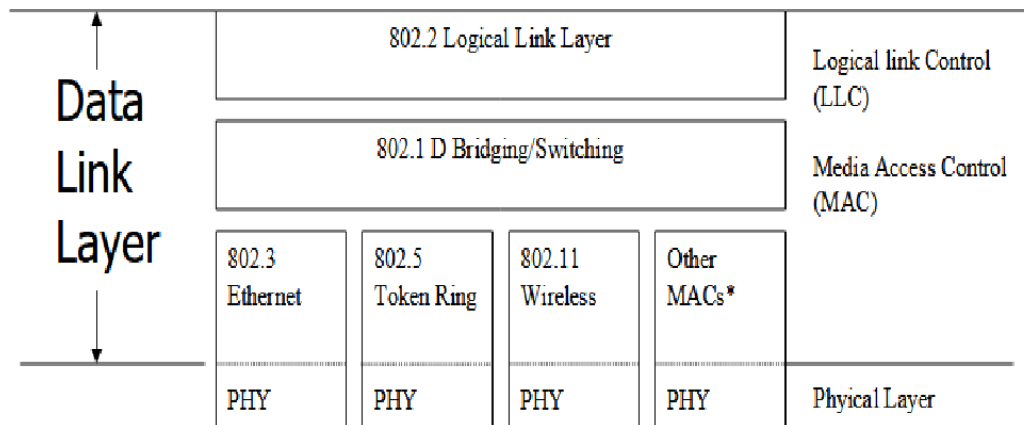 Data
Link
Layer
802.2 Logical Link Layer
Logical link Control
(LLC)
802.1 D Bridging/Switching
Media Access Control
(MAC)
802.3
Ethernet
802.5
Token Ring
802.11
Wireless
Other
MACs*
PHY
PHY
PHY
PHY
Phyical Layer